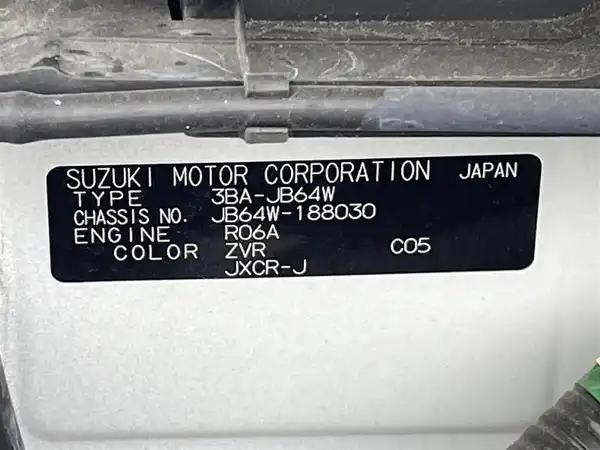 SUZUKI MOTOR CORPORATION JAPAN
TYPE 3BA-JB64W
CHASSIS NO. JB64W-188030
ENGINE R06A
COLOR ZVR C05
JXCR-J